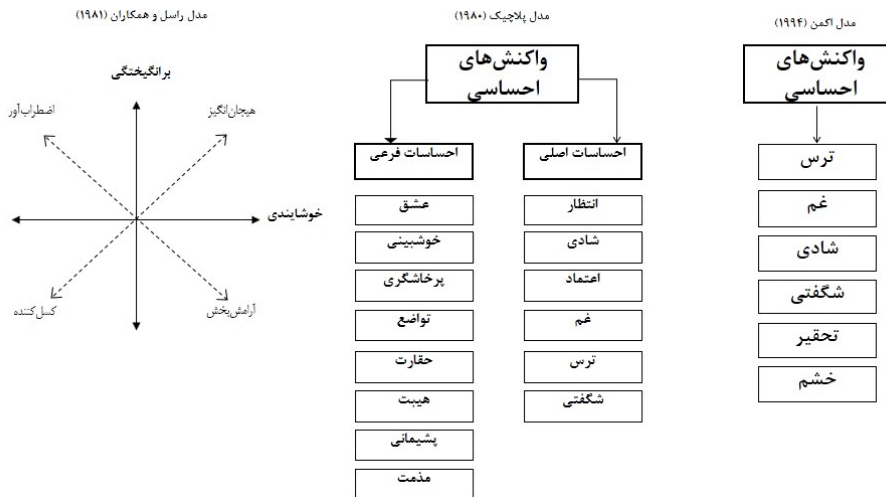 مدل اکمن (۱۹۹۴)
واکنش‌های
احساسی
ترس
غم
شادی
شگفتی
تحقیر
خشم
مدل پلاچیک (۱۹۸۰)
واکنش‌های
احساسی
احساسات اصلی
انتظار
شادی
اعتماد
غم
ترس
شگفتی
احساسات فرعی
عشق
خوشبینی
پرخاشگری
تواضع
حقارت
هیبت
پشیمانی
مذمت
مدل راسل و همکاران (۱۹۸۱)
برانگیختگی
هیجان‌انگیز
اضطراب‌آور
خوشایندی
آرامش‌بخش
کسل‌کننده